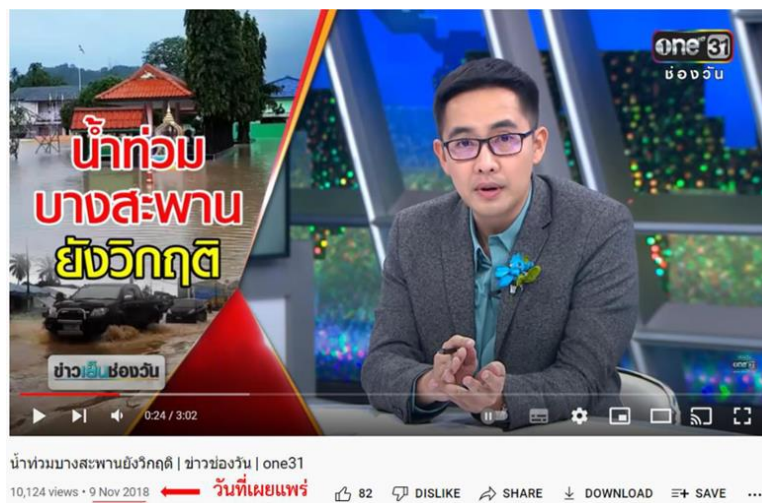 one 31
ช่องวัน
น้ำท่วม
บางสะพาน
ยังวิกฤติ
ข่าวเย็นช่องวัน
one 31
0:24 / 3:02
น้ำท่วมบางสะพานยังวิกฤติ | ข่าวช่องวัน | one31
10,124 views • 9 Nov 2018 วันที่เผยแพร่ 82 DISLIKE SHARE DOWNLOAD SAVE ...